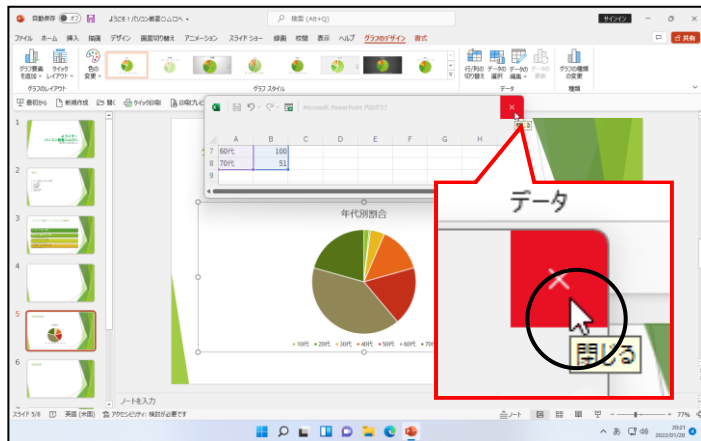 自動保存 オフ ようこそ！パソコン教室○△□へ 検索 (Alt+Q) サインイン
ファイル ホーム 挿入 描画 デザイン 画面切り替え アニメーション スライド ショー 録画 校閲 表示 ヘルプ グラフのデザイン 書式 共有
グラフ要素を追加 クイックレイアウト 色の変更 行/列の切り替え データの選択 データの編集 データの更新 グラフの種類の変更
グラフのレイアウト グラフ スタイル データ 種類
最初から 新規作成 開く クイック印刷 印刷プレビ
Microsoft PowerPoint 内のグラフ
閉じる
A B C D E F G H
7 60代 100
8 70代 51
9
データ
閉じる
年代別割合
10代 20代 30代 40代 50代 60代 70
1
2
3
4
5
6
ノートを入力
スライド 5/8 英語 (米国) アクセシビリティ: 検討が必要です ノート 77%
あ 20:21
2022/01/20